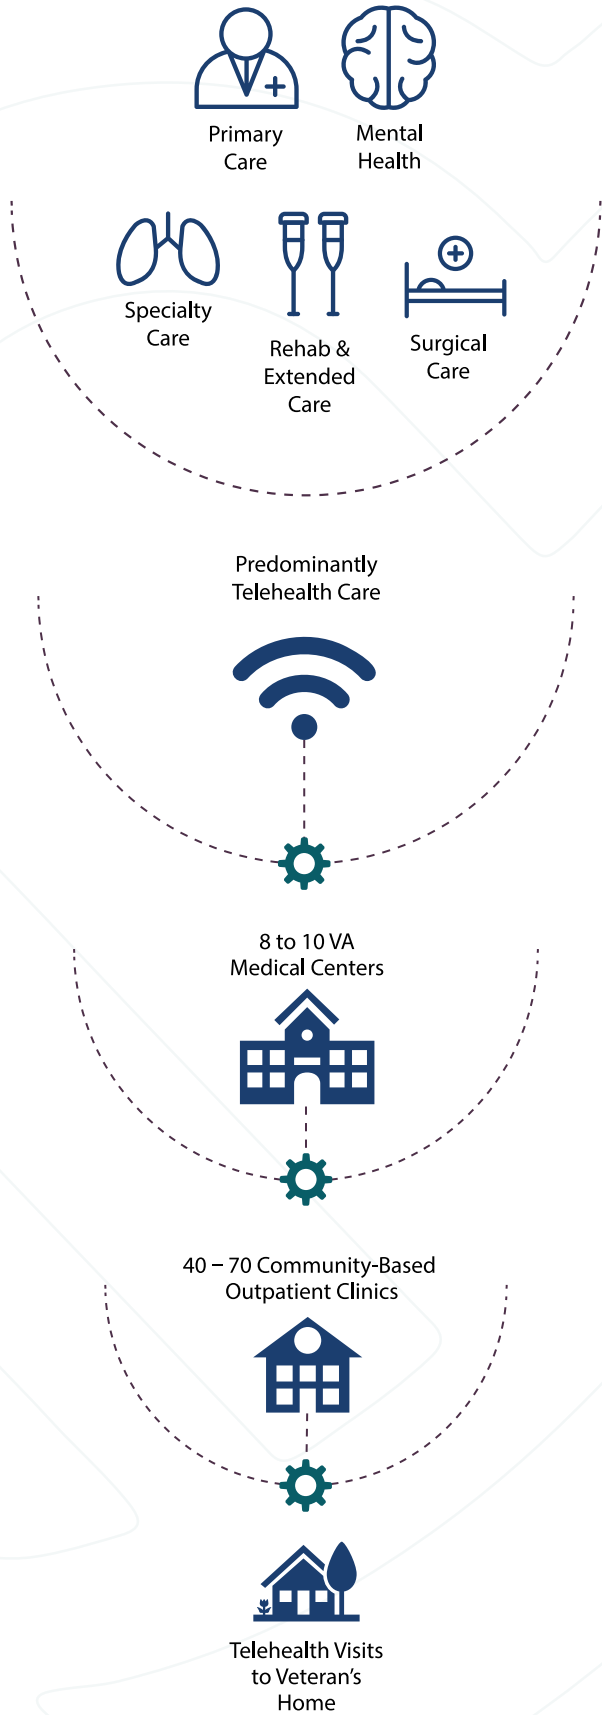 Primary
Care
Mental
Health
Specialty
Care
Rehab &
Extended
Care
Surgical
Care
Predominantly
Telehealth Care
8 to 10 VA
Medical Centers
40 – 70 Community-Based
Outpatient Clinics
Telehealth Visits
to Veteran’s
Home